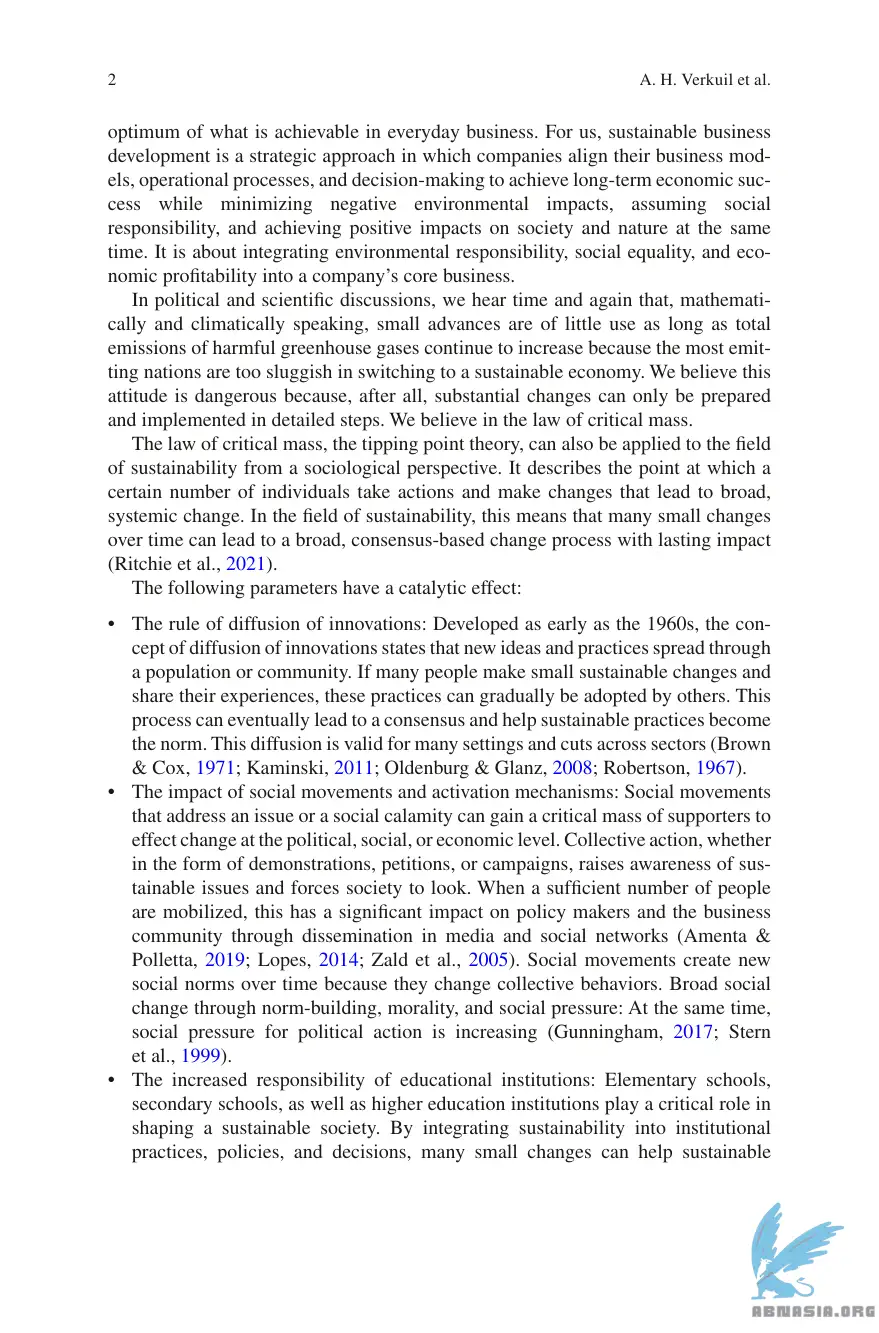 2 A. H. Verkuil et al.
optimum of what is achievable in everyday business. For us, sustainable business
development is a strategic approach in which companies align their business mod-
els, operational processes, and decision-making to achieve long-term economic suc-
cess while minimizing negative environmental impacts, assuming social
responsibility, and achieving positive impacts on society and nature at the same
time. It is about integrating environmental responsibility, social equality, and eco-
nomic profitability into a company's core business.
In political and scientific discussions, we hear time and again that, mathemati-
cally and climatically speaking, small advances are of little use as long as total
emissions of harmful greenhouse gases continue to increase because the most emit-
ting nations are too sluggish in switching to a sustainable economy. We believe this
attitude is dangerous because, after all, substantial changes can only be prepared
and implemented in detailed steps. We believe in the law of critical mass.
The law of critical mass, the tipping point theory, can also be applied to the field
of sustainability from a sociological perspective. It describes the point at which a
certain number of individuals take actions and make changes that lead to broad,
systemic change. In the field of sustainability, this means that many small changes
over time can lead to a broad, consensus-based change process with lasting impact
(Ritchie et al., 2021).
The following parameters have a catalytic effect:
• The rule of diffusion of innovations: Developed as early as the 1960s, the con-
cept of diffusion of innovations states that new ideas and practices spread through
a population or community. If many people make small sustainable changes and
share their experiences, these practices can gradually be adopted by others. This
process can eventually lead to a consensus and help sustainable practices become
the norm. This diffusion is valid for many settings and cuts across sectors (Brown
& Cox, 1971; Kaminski, 2011; Oldenburg & Glanz, 2008; Robertson, 1967).
• The impact of social movements and activation mechanisms: Social movements
that address an issue or a social calamity can gain a critical mass of supporters to
effect change at the political, social, or economic level. Collective action, whether
in the form of demonstrations, petitions, or campaigns, raises awareness of sus-
tainable issues and forces society to look. When a sufficient number of people
are mobilized, this has a significant impact on policy makers and the business
community through dissemination in media and social networks (Amenta &
Polletta, 2019; Lopes, 2014; Zald et al., 2005). Social movements create new
social norms over time because they change collective behaviors. Broad social
change through norm-building, morality, and social pressure: At the same time,
social pressure for political action is increasing (Gunningham, 2017; Stern
et al., 1999).
• The increased responsibility of educational institutions: Elementary schools,
secondary schools, as well as higher education institutions play a critical role in
shaping a sustainable society. By integrating sustainability into institutional
practices, policies, and decisions, many small changes can help sustainable
ABNASIA.ORG